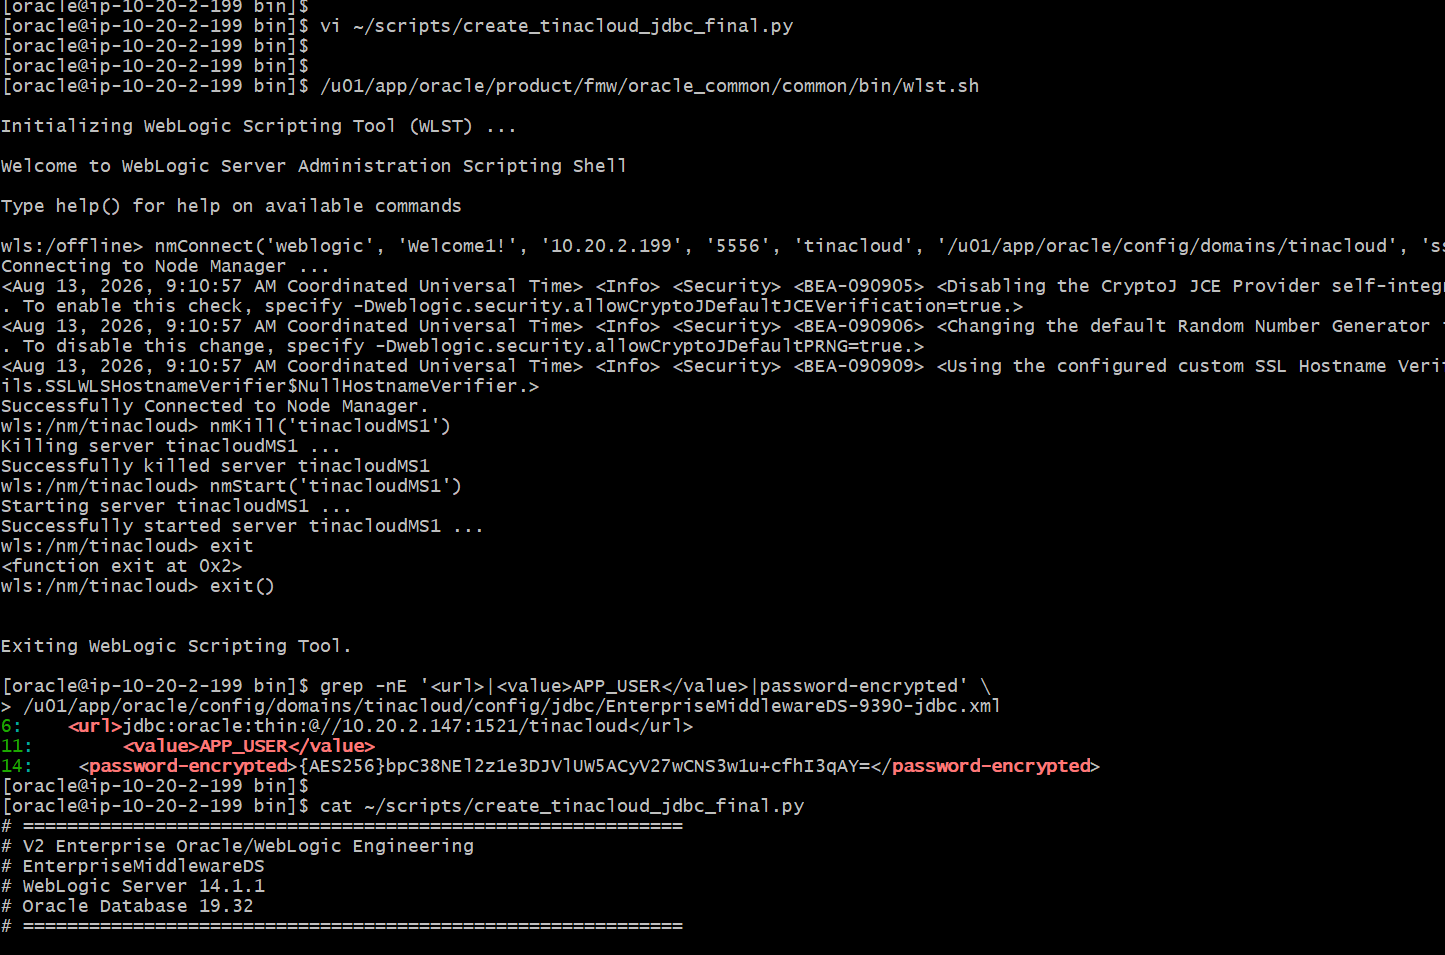 [oracle@ip-10-20-2-199 bin]$
[oracle@ip-10-20-2-199 bin]$ vi ~/scripts/create_tinacloud_jdbc_final.py
[oracle@ip-10-20-2-199 bin]$
[oracle@ip-10-20-2-199 bin]$
[oracle@ip-10-20-2-199 bin]$ /u01/app/oracle/product/fmw/oracle_common/common/bin/wlst.sh
Initializing WebLogic Scripting Tool (WLST) ...
Welcome to WebLogic Server Administration Scripting Shell
Type help() for help on available commands
wls:/offline> nmConnect('weblogic', 'Welcome1!', '10.20.2.199', '5556', 'tinacloud', '/u01/app/oracle/config/domains/tinacloud', 'ss
Connecting to Node Manager ...
<Aug 13, 2026, 9:10:57 AM Coordinated Universal Time> <Info> <Security> <BEA-090905> <Disabling the CryptoJ JCE Provider self-integr
. To enable this check, specify -Dweblogic.security.allowCryptoJDefaultJCEVerification=true.>
<Aug 13, 2026, 9:10:57 AM Coordinated Universal Time> <Info> <Security> <BEA-090906> <Changing the default Random Number Generator
. To disable this change, specify -Dweblogic.security.allowCryptoJDefaultPRNG=true.>
<Aug 13, 2026, 9:10:57 AM Coordinated Universal Time> <Info> <Security> <BEA-090909> <Using the configured custom SSL Hostname Verif
ils.SSLWLSHostnameVerifier$NullHostnameVerifier.>
Successfully Connected to Node Manager.
wls:/nm/tinacloud> nmKill('tinacloudMS1')
Killing server tinacloudMS1 ...
Successfully killed server tinacloudMS1
wls:/nm/tinacloud> nmStart('tinacloudMS1')
Starting server tinacloudMS1 ...
Successfully started server tinacloudMS1 ...
wls:/nm/tinacloud> exit
<function exit at 0x2>
wls:/nm/tinacloud> exit()
Exiting WebLogic Scripting Tool.
[oracle@ip-10-20-2-199 bin]$ grep -nE '<url>|<value>APP_USER</value>|password-encrypted' \
> /u01/app/oracle/config/domains/tinacloud/config/jdbc/EnterpriseMiddlewareDS-9390-jdbc.xml
6:    <url>jdbc:oracle:thin:@//10.20.2.147:1521/tinacloud</url>
11:        <value>APP_USER</value>
14:    <password-encrypted>{AES256}bpC38NEl2z1e3DJVlUW5ACyV27wCNS3w1u+cfhI3qAY=</password-encrypted>
[oracle@ip-10-20-2-199 bin]$
[oracle@ip-10-20-2-199 bin]$ cat ~/scripts/create_tinacloud_jdbc_final.py
# ============================================================
# V2 Enterprise Oracle/WebLogic Engineering
# EnterpriseMiddlewareDS
# WebLogic Server 14.1.1
# Oracle Database 19.32
# ============================================================